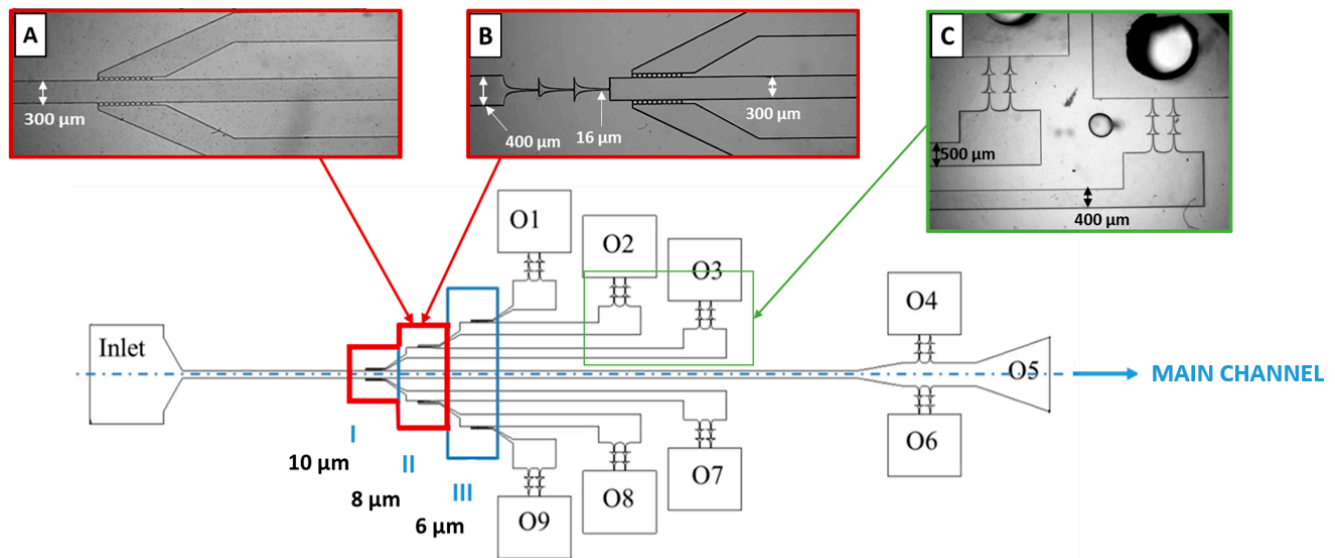 A
300 µm
B
400 µm
16 µm
300 µm
C
500 µm
400 µm
O1
O2
O3
O4
Inlet
O5
MAIN CHANNEL
I
10 µm
II
8 µm
III
6 µm
O9
O8
O7
O6